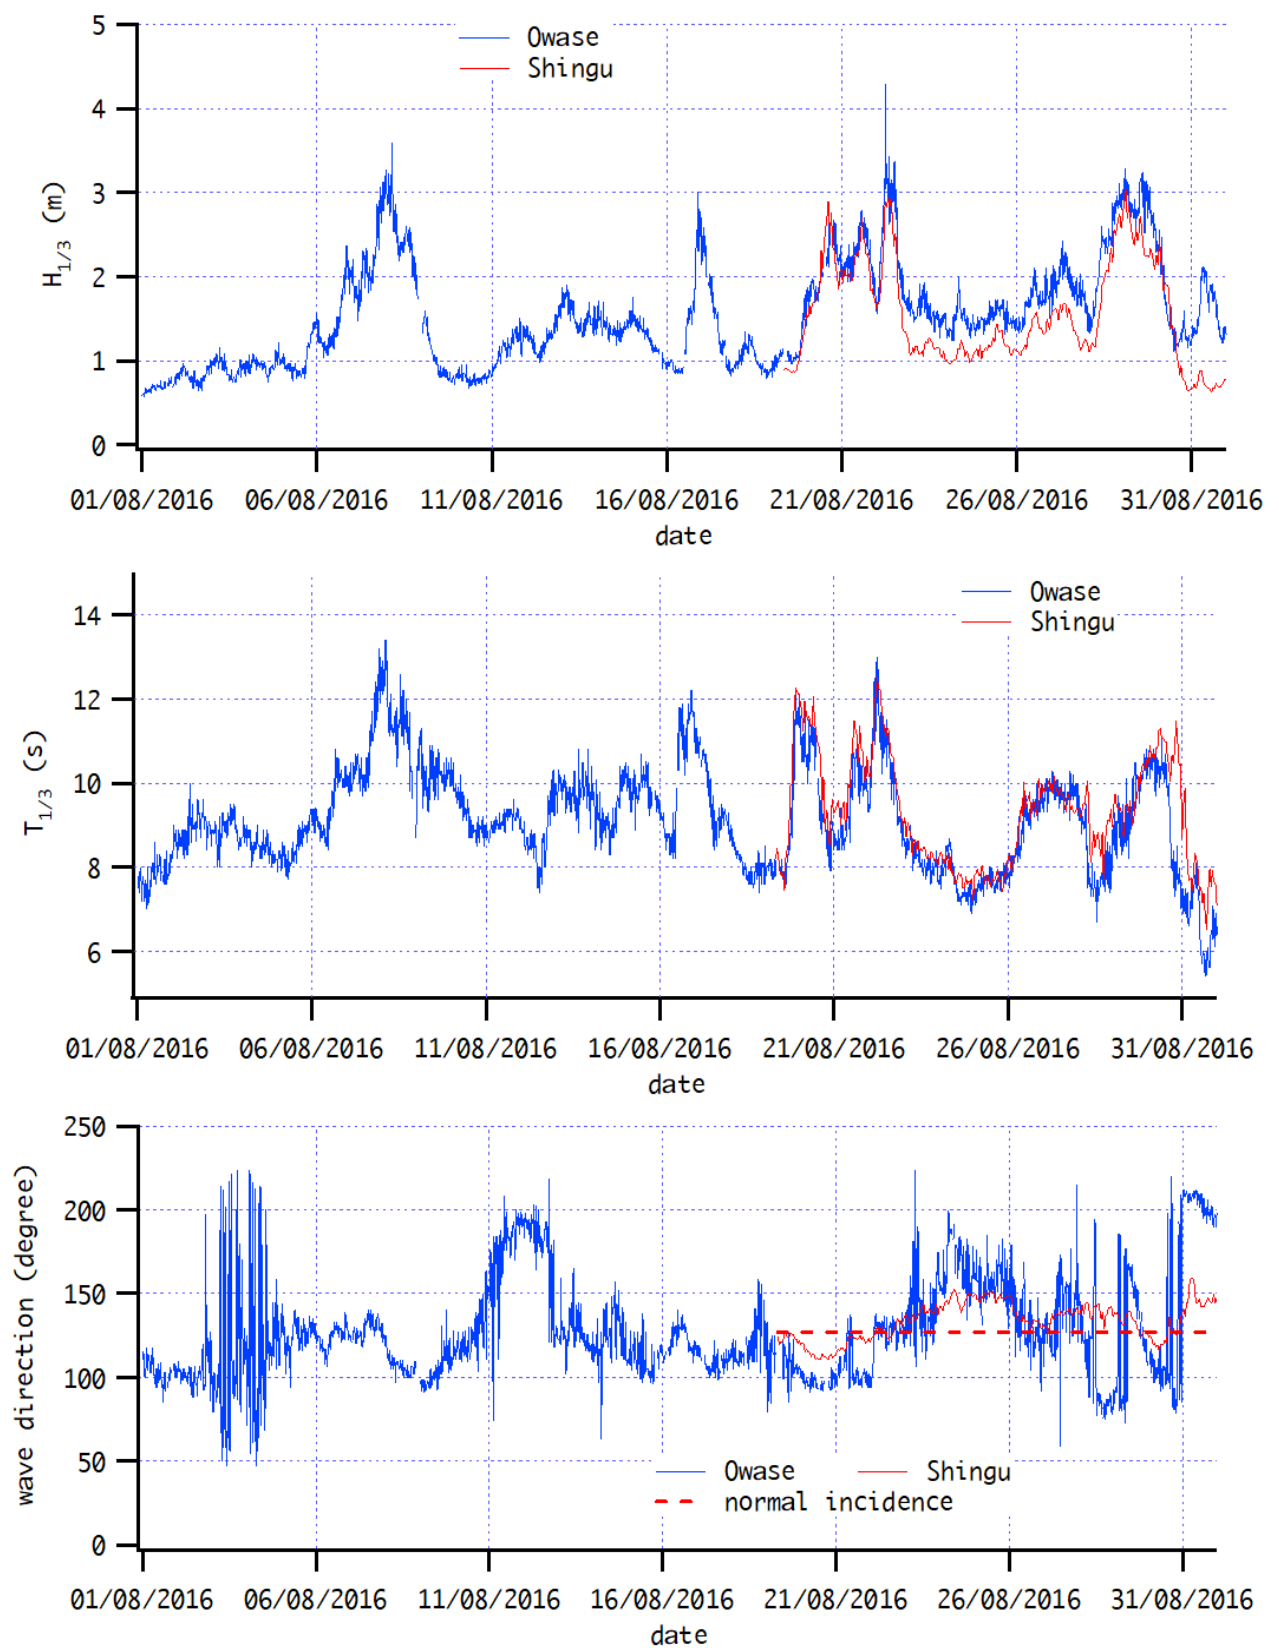 5
Owase
Shingu
4
3
2
1
0
H1/3 (m)
01/08/2016 06/08/2016 11/08/2016 16/08/2016 21/08/2016 26/08/2016 31/08/2016
date
Owase
Shingu
14
12
10
8
6
T1/3 (s)
01/08/2016 06/08/2016 11/08/2016 16/08/2016 21/08/2016 26/08/2016 31/08/2016
date
250
200
150
100
50
0
wave direction (degree)
Owase Shingu
normal incidence
01/08/2016 06/08/2016 11/08/2016 16/08/2016 21/08/2016 26/08/2016 31/08/2016
date